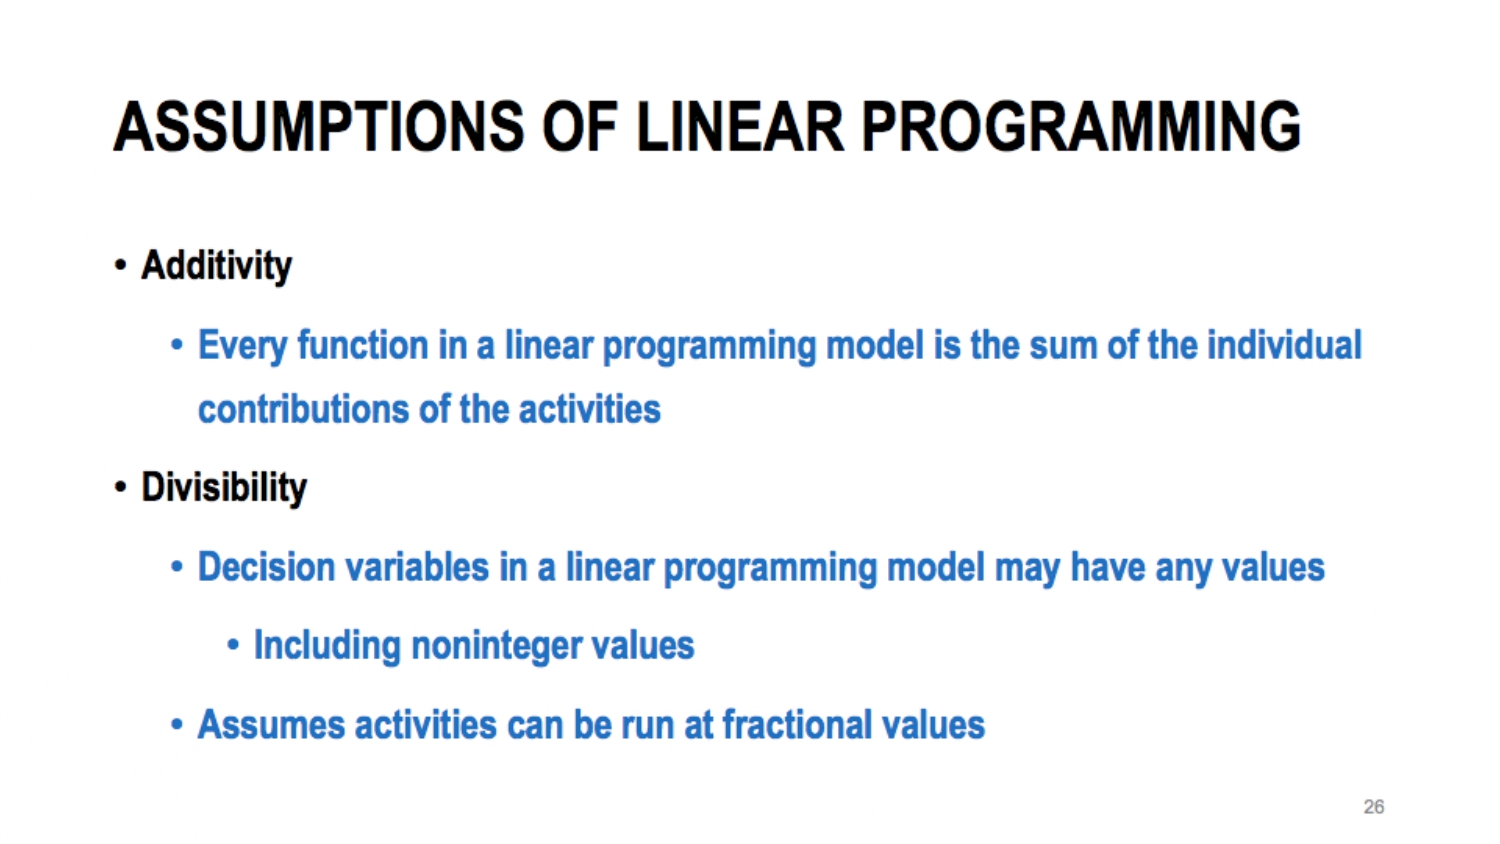 ASSUMPTIONS OF LINEAR PROGRAMMING
• Additivity
• Every function in a linear programming model is the sum of the individual
contributions of the activities
• Divisibility
• Decision variables in a linear programming model may have any values
• Including noninteger values
• Assumes activities can be run at fractional values
26